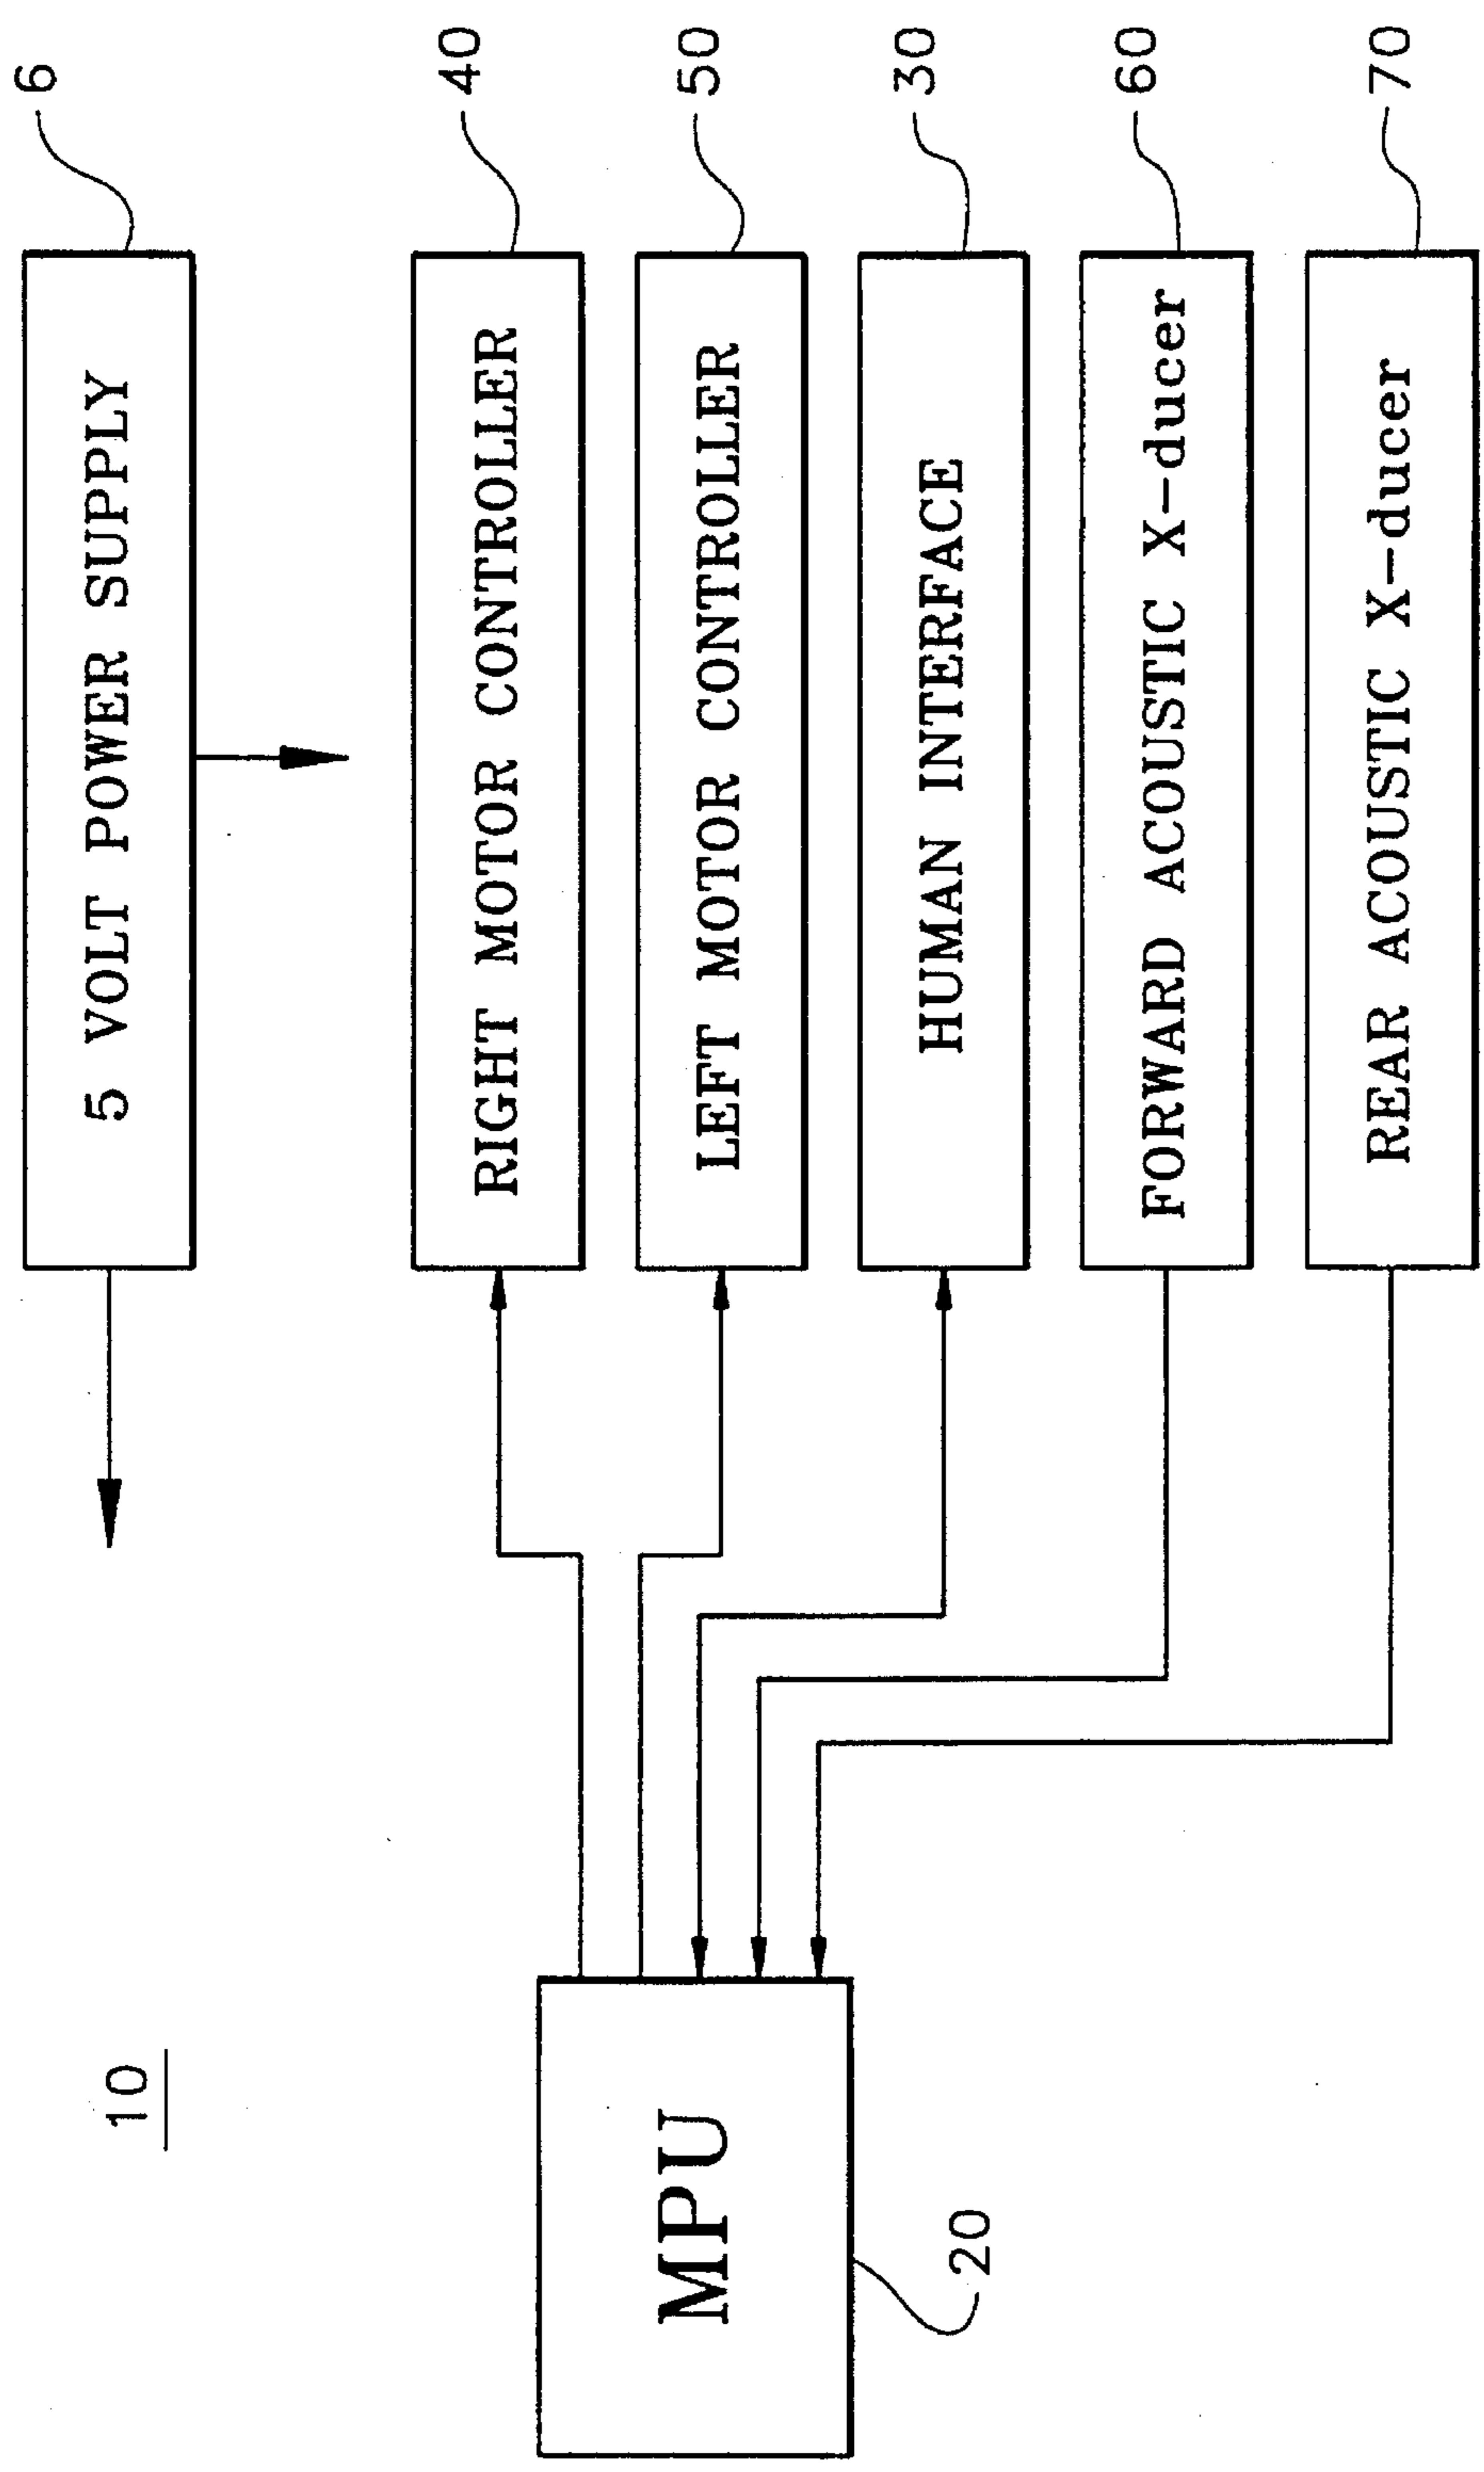 5 VOLT POWER SUPPLY
6
10
RIGHT MOTOR CONTROLLER
40
LEFT MOTOR CONTROLLER
50
MPU
20
HUMAN INTERFACE
30
FORWARD ACOUSTIC X-ducer
60
REAR ACOUSTIC X-ducer
70